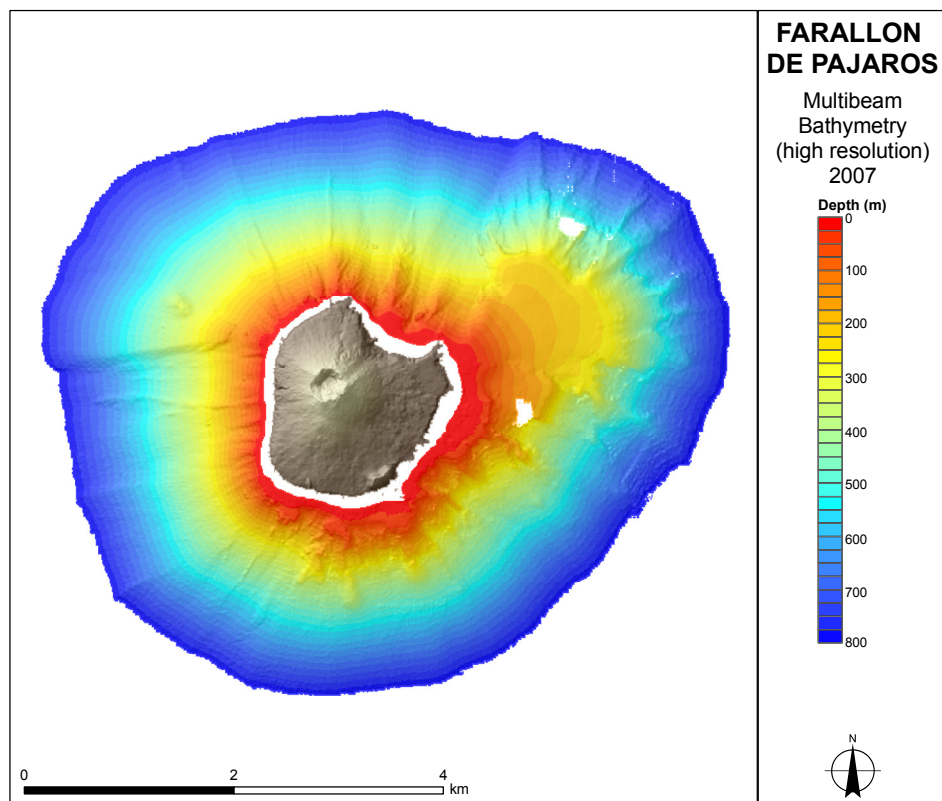 FARALLON
DE PAJAROS
Multibeam
Bathymetry
(high resolution)
2007
Depth (m)
0
100
200
300
400
500
600
700
800
N
0 2 4
km